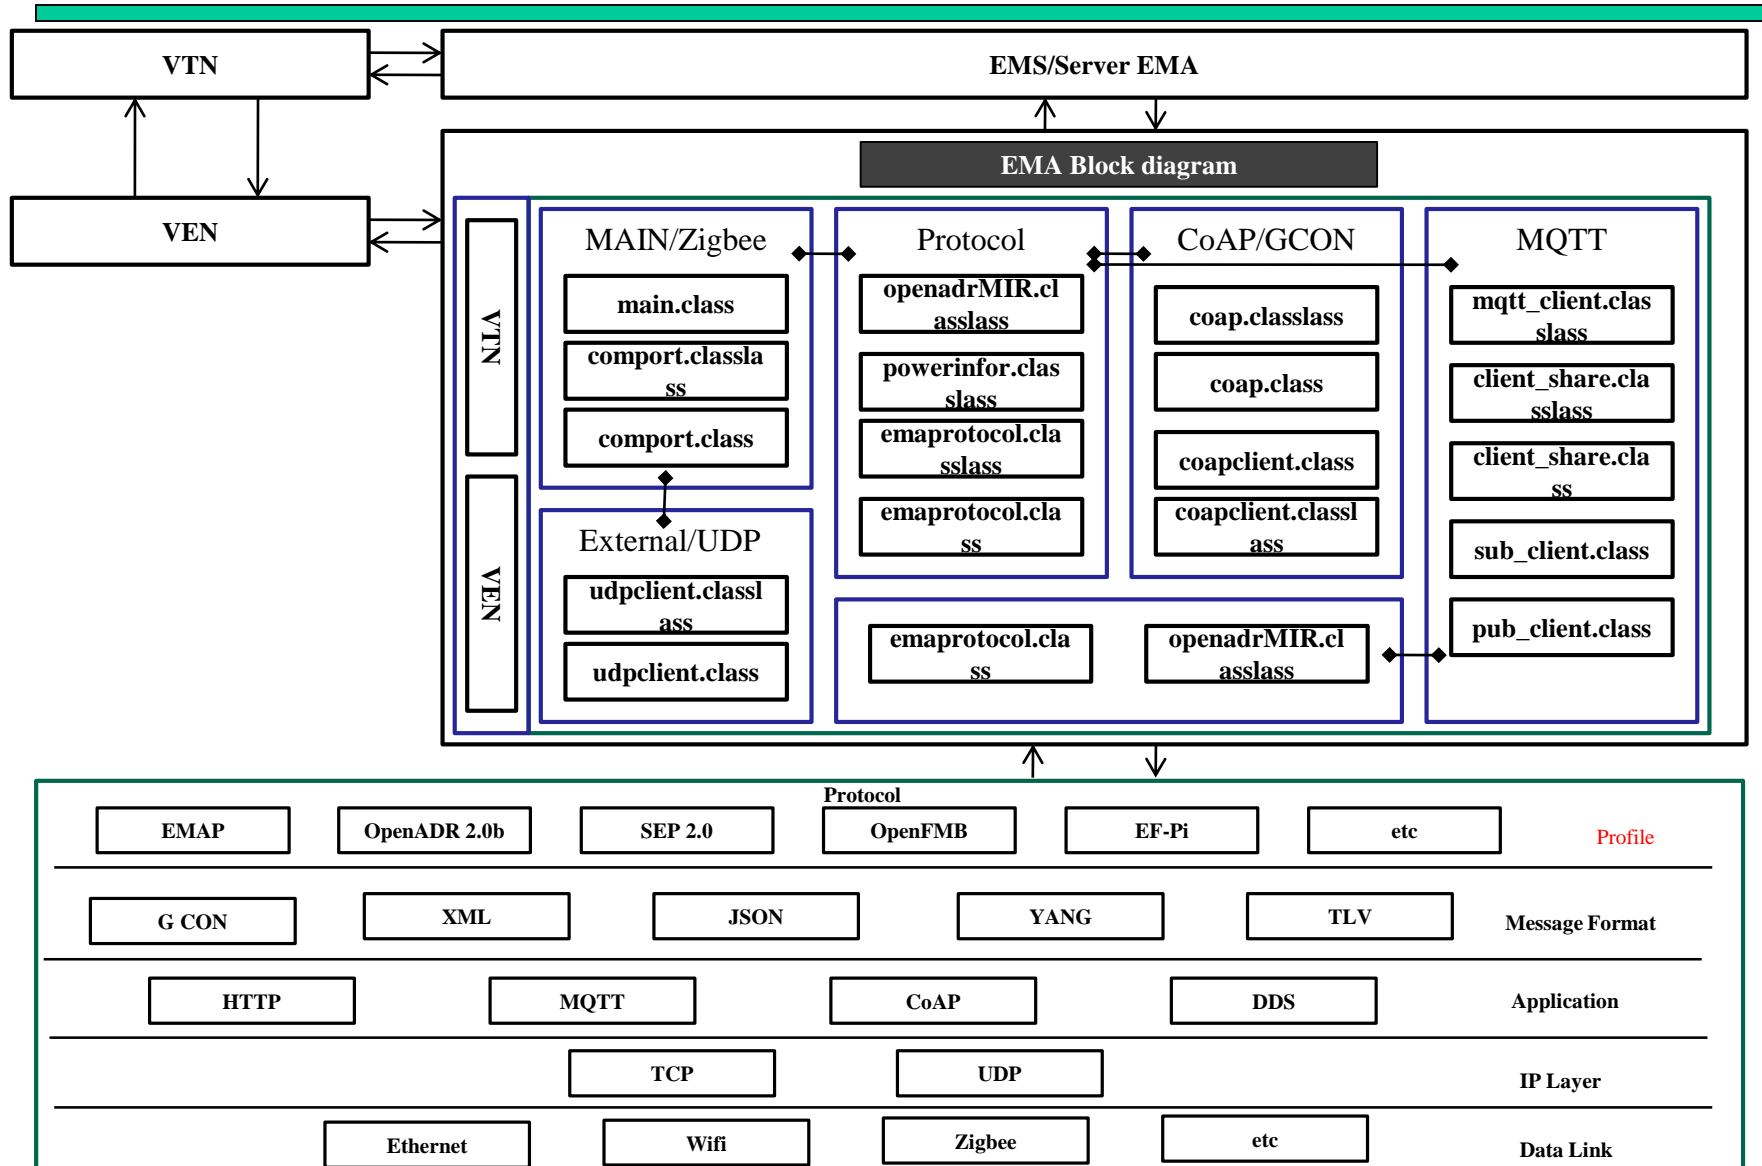 VTN
EMS/Server EMA
EMA Block diagram
VEN
VTN
VEN
MAIN/Zigbee
main.class
comport.classla
ss
comport.class
External/UDP
udpclient.classl
ass
udpclient.class
Protocol
openadrMIR.cl
asslass
powerinfor.clas
slass
emaprotocol.cla
sslass
emaprotocol.cla
ss
CoAP/GCON
coap.classlass
coap.class
coapclient.class
coapclient.classl
ass
emaprotocol.cla
ss
openadrMIR.cl
asslass
MQTT
mqtt_client.clas
slass
client_share.cla
sslass
client_share.cla
ss
sub_client.class
pub_client.class
Protocol
EMAP
OpenADR 2.0b
SEP 2.0
OpenFMB
EF-Pi
etc
Profile
G CON
XML
JSON
YANG
TLV
Message Format
HTTP
MQTT
CoAP
DDS
Application
TCP
UDP
IP Layer
Ethernet
Wifi
Zigbee
etc
Data Link